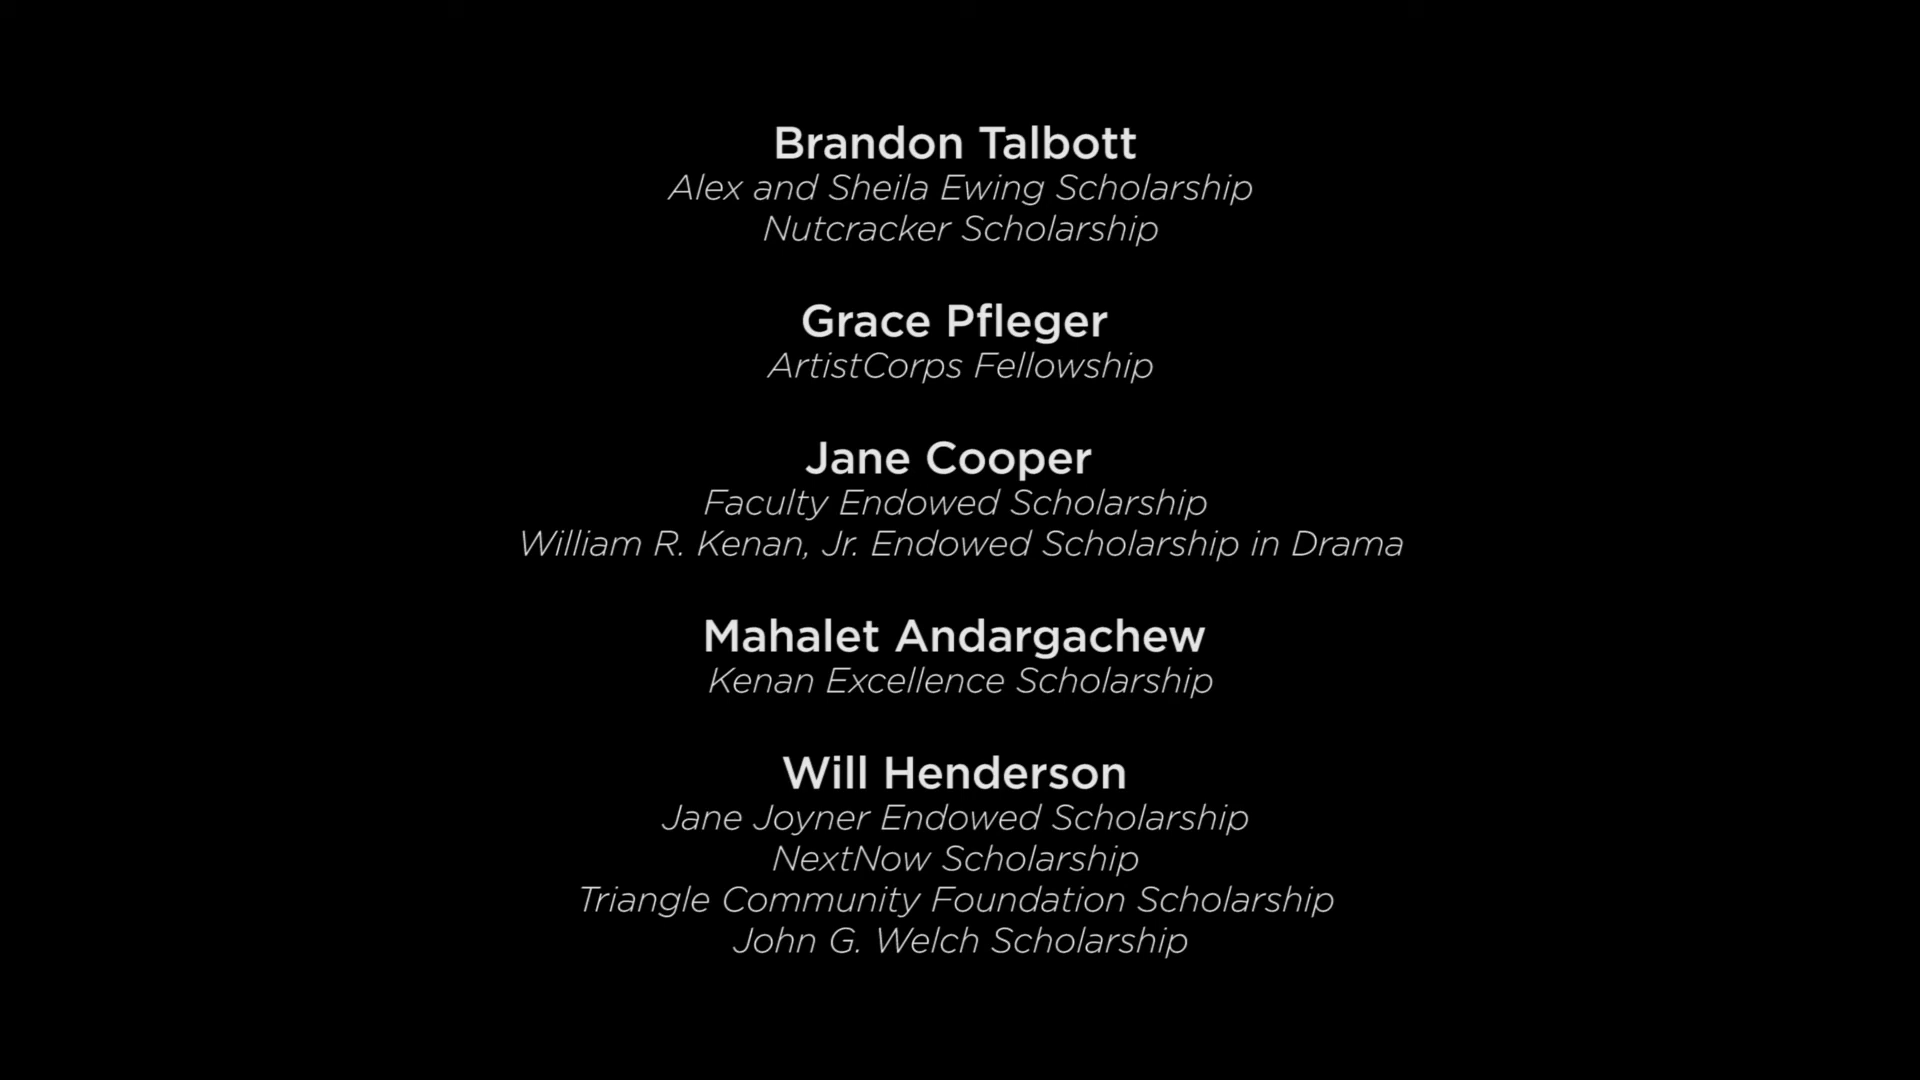 Brandon Talbott
Alex and Sheila Ewing Scholarship
Nutcracker Scholarship
Grace Pfleger
ArtistCorps Fellowship
Jane Cooper
Faculty Endowed Scholarship
William R. Kenan, Jr. Endowed Scholarship in Drama
Mahalet Andargachew
Kenan Excellence Scholarship
Will Henderson
Jane Joyner Endowed Scholarship
NextNow Scholarship
Triangle Community Foundation Scholarship
John G. Welch Scholarship